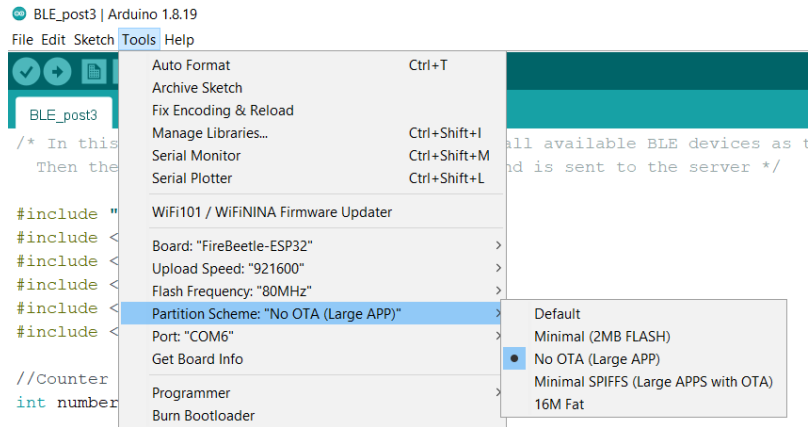 BLE_post3 | Arduino 1.8.19
File Edit Sketch Tools Help
Auto Format Ctrl+T
Archive Sketch
Fix Encoding & Reload
Manage Libraries... Ctrl+Shift+I
Serial Monitor Ctrl+Shift+M
Serial Plotter Ctrl+Shift+L
WiFi101 / WiFiNINA Firmware Updater
Board: "FireBeetle-ESP32"
Upload Speed: "921600"
Flash Frequency: "80MHz"
Partition Scheme: "No OTA (Large APP)"
Port: "COM6"
Get Board Info
Programmer
Burn Bootloader
Default
Minimal (2MB FLASH)
No OTA (Large APP)
Minimal SPIFFS (Large APPS with OTA)
16M Fat
BLE_post3
/* In this all available BLE devices as t
Then the nd is sent to the server */
#include "
#include <
#include <
#include <
#include <
#include <
//Counter
int number